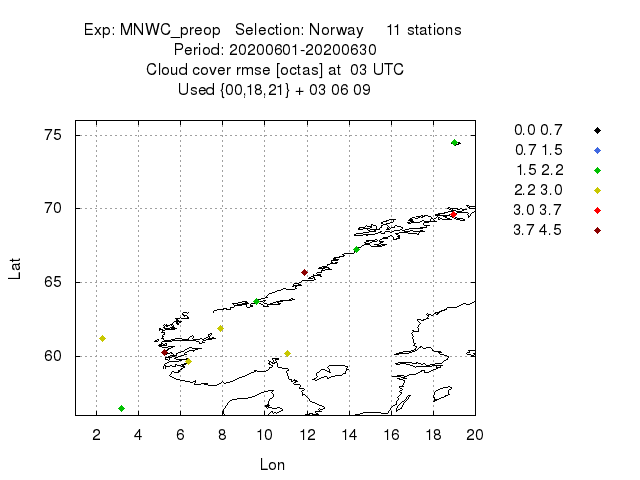 Exp: MNWC_preop   Selection: Norway     11 stations
Period: 20200601-20200630
Cloud cover rmse [octas] at  03 UTC
Used {00,18,21} + 03 06 09
75
70
65
60
Lat
2 4 6 8 10 12 14 16 18 20
Lon
0.0 0.7
0.7 1.5
1.5 2.2
2.2 3.0
3.0 3.7
3.7 4.5